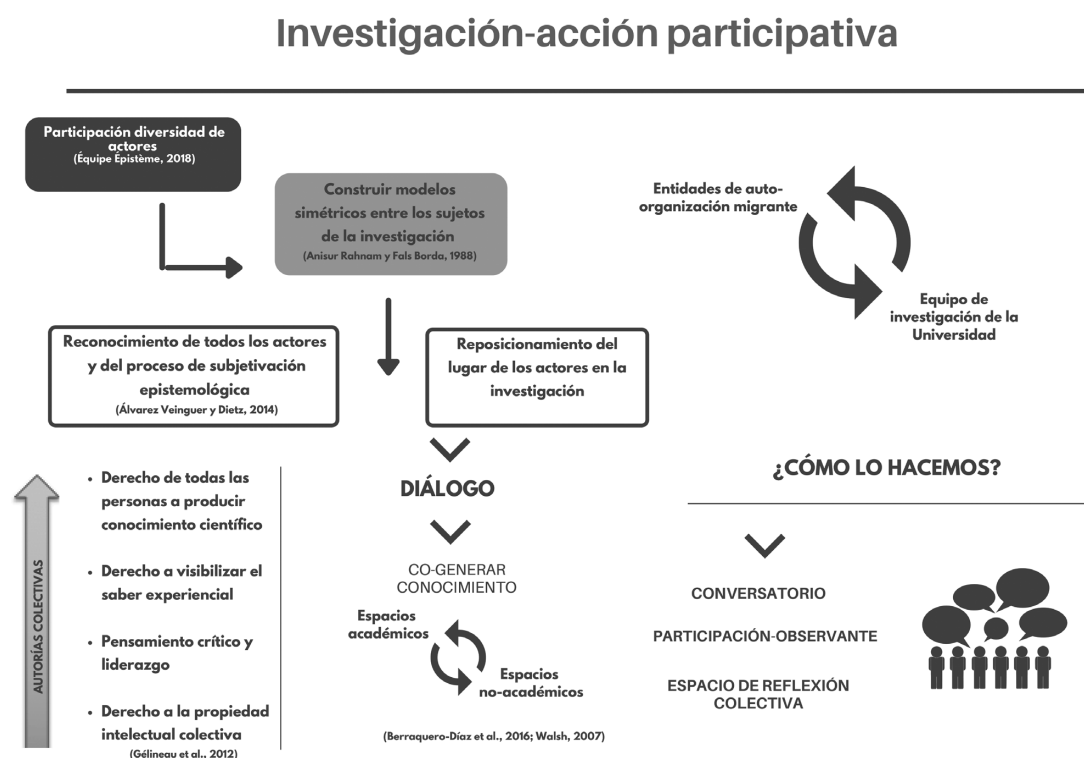 Investigación-acción participativa
Participación diversidad de
actores
(Équipe Épistème, 2018)
Construir modelos
simétricos entre los sujetos
de la investigación
(Anisur Rahnam y Fals Borda, 1988)
Entidades de auto-
organización migrante
Equipo de
investigación de la
Universidad
Reconocimiento de todos los actores
y del proceso de subjetivación
epistemológica
(Álvarez Veinguer y Dietz, 2014)
Reposicionamiento del
lugar de los actores en la
investigación
AUTORÍAS COLECTIVAS
• Derecho de todas las
personas a producir
conocimiento científico
• Derecho a visibilizar el
saber experiencial
• Pensamiento crítico y
liderazgo
• Derecho a la propiedad
intelectual colectiva
(Gélineau et al., 2012)
DIÁLOGO
CO-GENERAR
CONOCIMIENTO
Espacios
académicos
Espacios
no-académicos
(Berraquero-Díaz et al., 2016; Walsh, 2007)
¿CÓMO LO HACEMOS?
CONVERSATORIO
PARTICIPACIÓN-OBSERVANTE
ESPACIO DE REFLEXIÓN
COLECTIVA